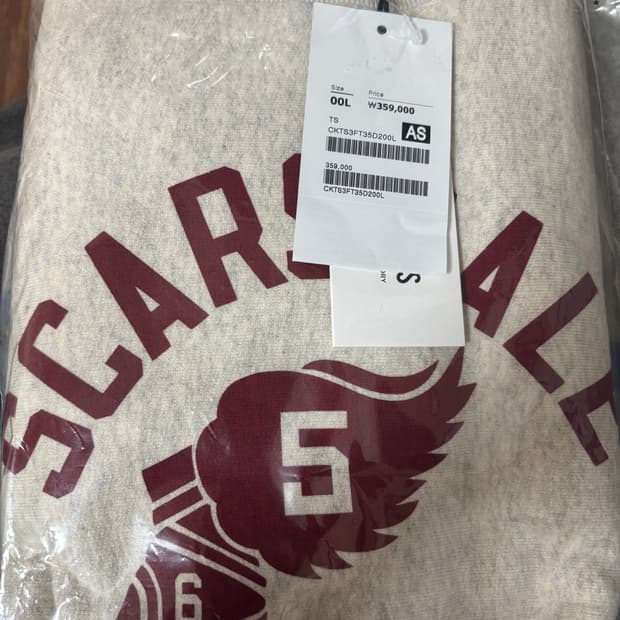 Size Price
00L ₩359,000
TS
CKTS3FT35D200L AS
359,000
CKTS3FT35D200L
S
SCARS ALE
5
6